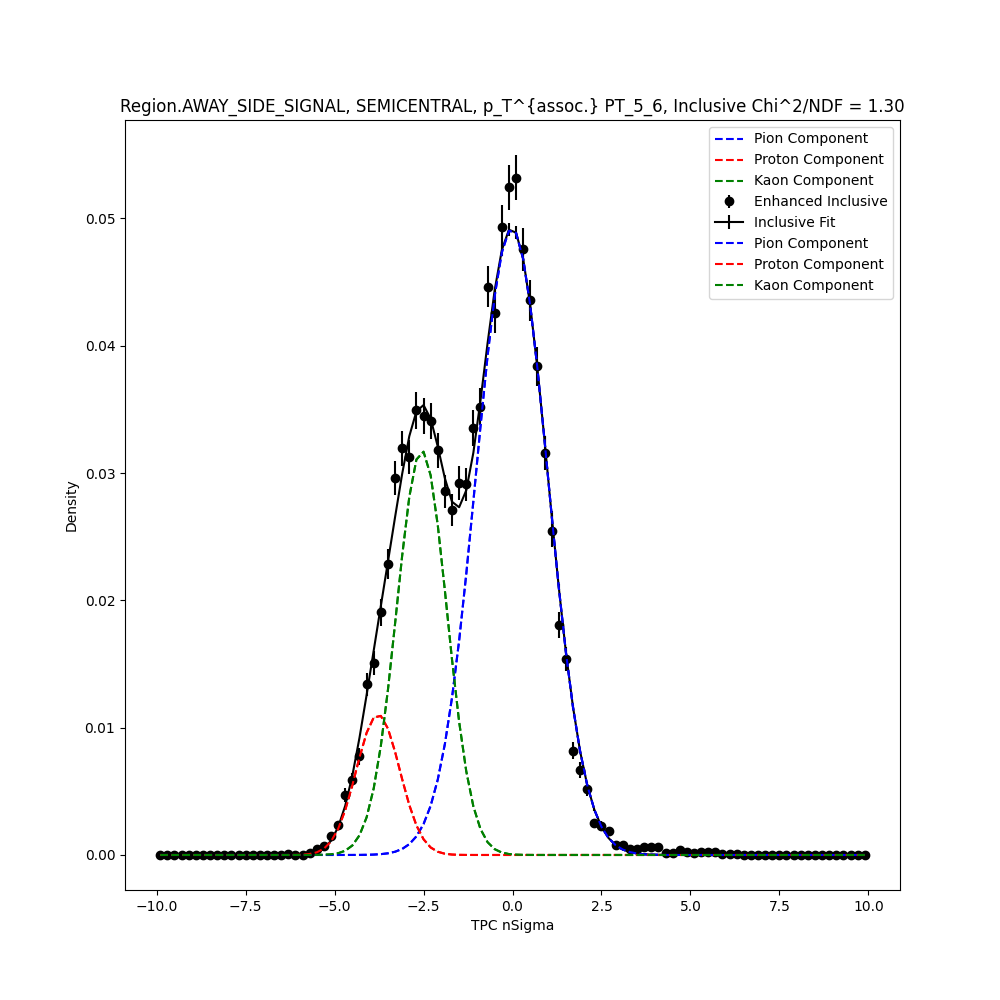 Region.AWAY_SIDE_SIGNAL, SEMICENTRAL, p_T^{assoc.} PT_5_6, Inclusive Chi^2/NDF = 1.30
Pion Component
Proton Component
Kaon Component
Enhanced Inclusive
Inclusive Fit
Pion Component
Proton Component
Kaon Component
0.05
0.04
0.03
0.02
0.01
0.00
Density
−10.0 −7.5 −5.0 −2.5 0.0 2.5 5.0 7.5 10.0
TPC nSigma